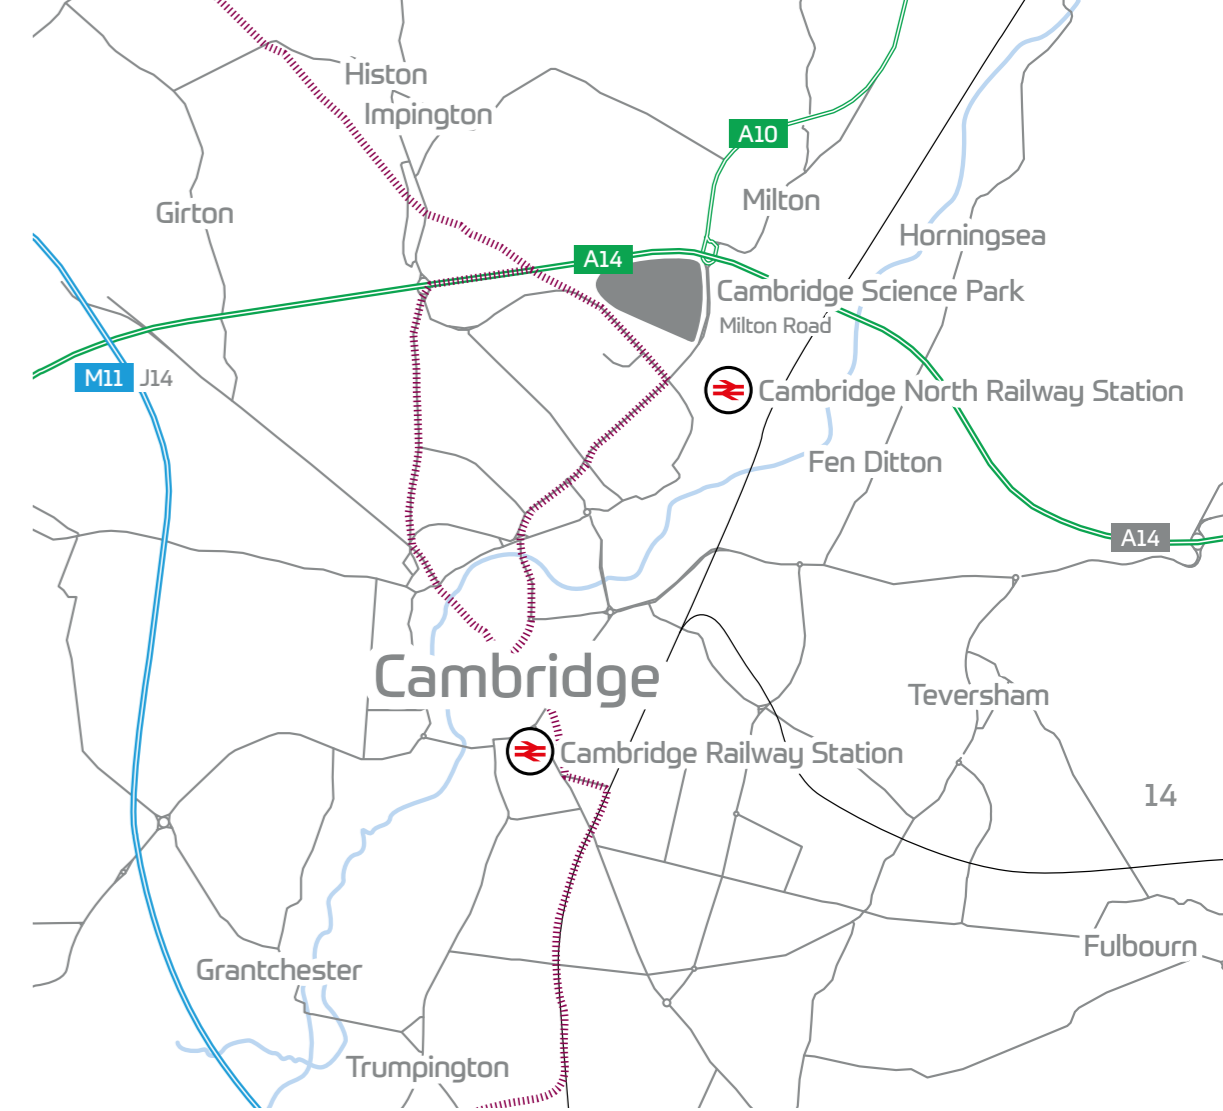 Histon
Impington
A10
Milton
Girton
Horningsea
A14
Cambridge Science Park
Milton Road
M11 J14
Cambridge North Railway Station
Fen Ditton
A14
Cambridge
Teversham
Cambridge Railway Station
14
Fulbourn
Grantchester
Trumpington